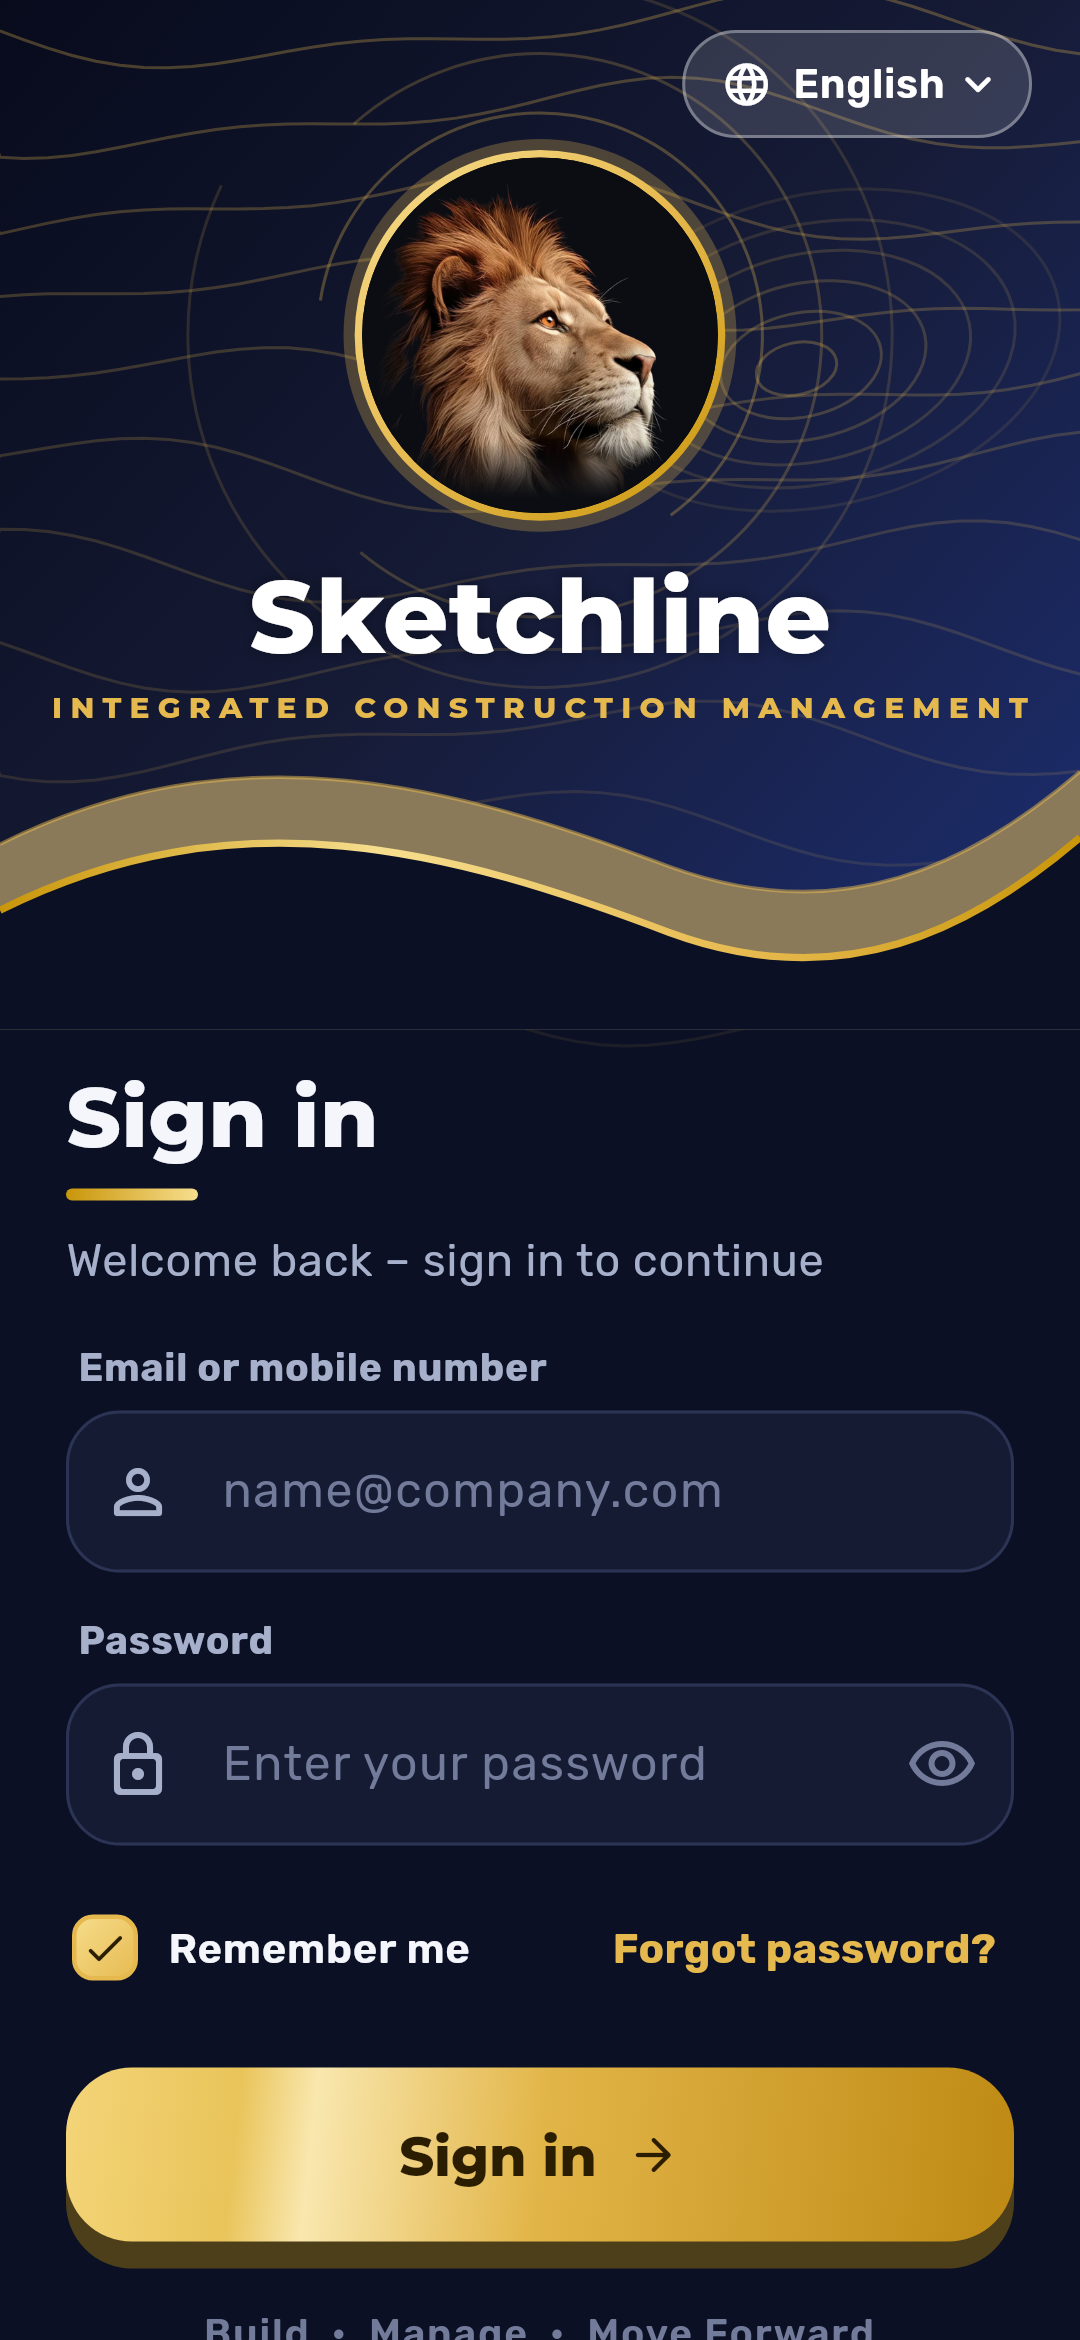 English
Sketchline
INTEGRATED CONSTRUCTION MANAGEMENT
Sign in
Welcome back – sign in to continue
Email or mobile number
name@company.com
Password
Enter your password
Remember me
Forgot password?
Sign in →
Build • Manage • Move Forward